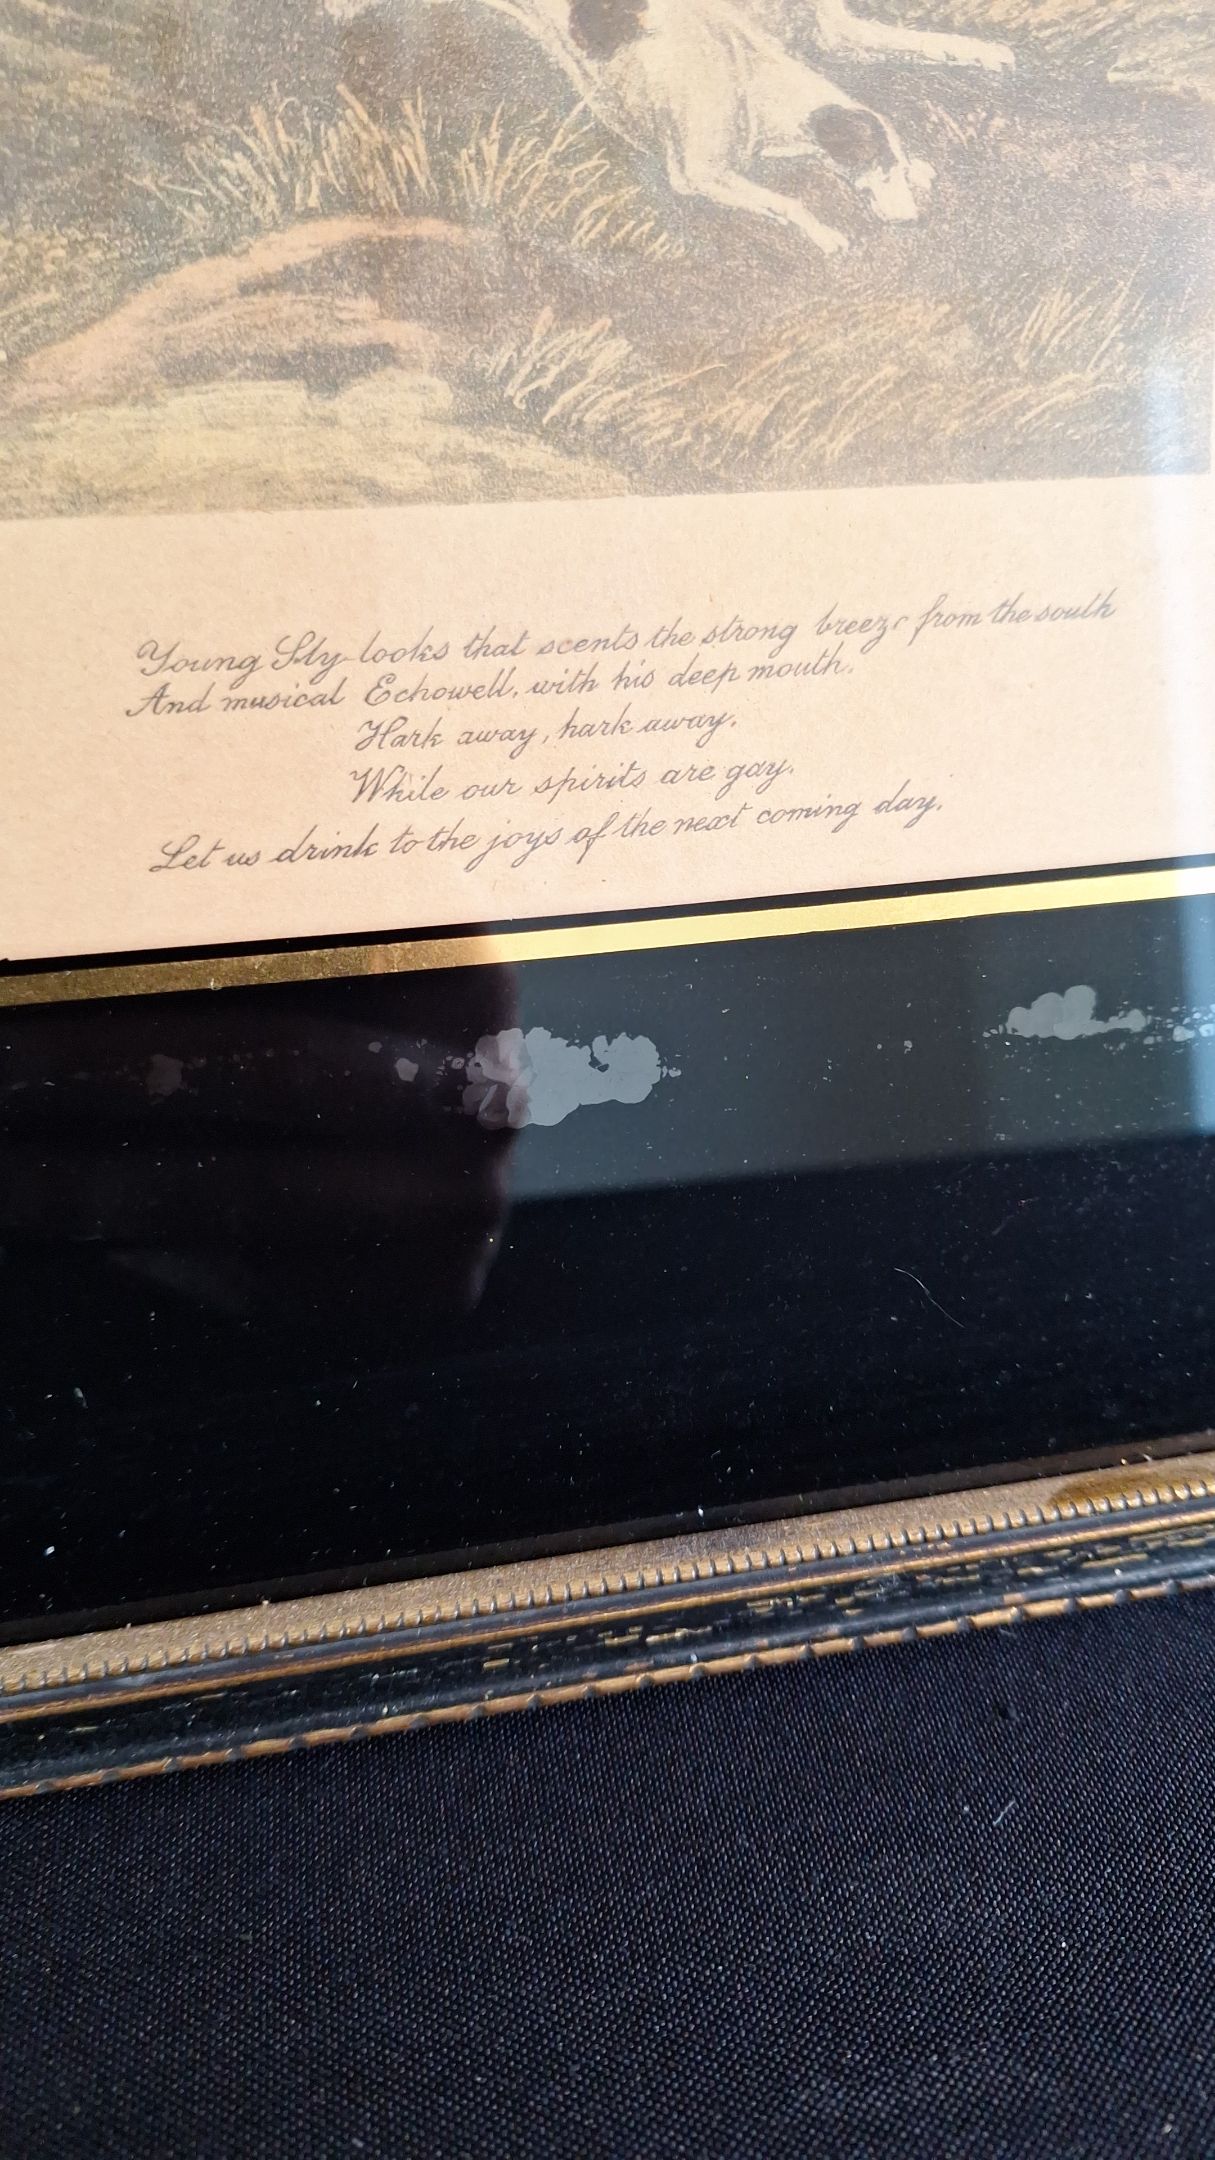 Young Sly-looks that scents the strong breeze from the south
And musical Echowell, with his deep mouth.
Hark away, hark away.
While our spirits are gay.
Let us drink to the joys of the next coming day.